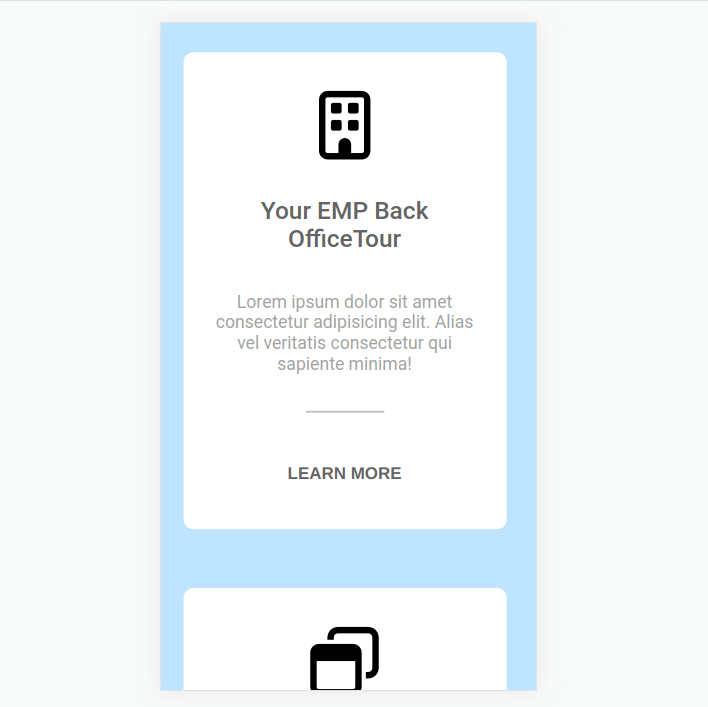 Your EMP Back
OfficeTour
Lorem ipsum dolor sit amet
consectetur adipisicing elit. Alias
vel veritatis consectetur qui
sapiente minima!
LEARN MORE